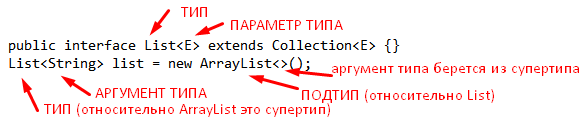 ТИП
ПАРАМЕТР ТИПА
public interface List<E> extends Collection<E> {}
List<String> list = new ArrayList<>();
аргумент типа берется из супертипа
АРГУМЕНТ ТИПА
ПОДТИП (относительно List)
ТИП (относительно ArrayList это супертип)